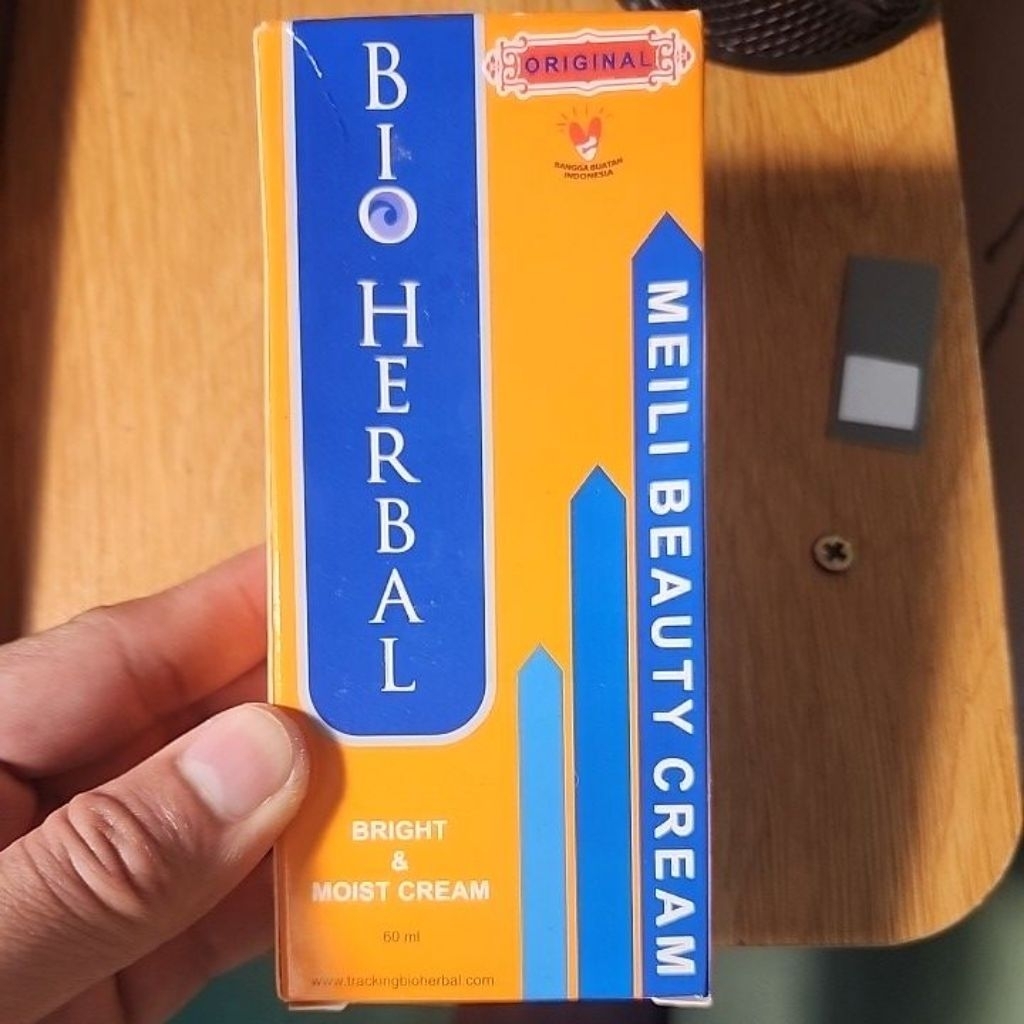 BIO HERBAL
ORIGINAL
BANGGA BUATAN
INDONESIA
MEILI BEAUTY CREAM
BRIGHT
&
MOIST CREAM
60 ml
www.trackingbioherbal.com